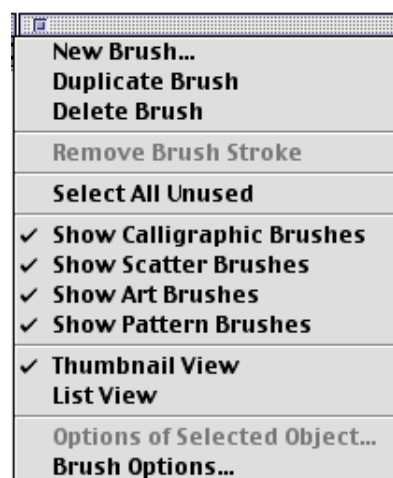 New Brush...
Duplicate Brush
Delete Brush
Remove Brush Stroke
Select All Unused
✓ Show Calligraphic Brushes
✓ Show Scatter Brushes
✓ Show Art Brushes
✓ Show Pattern Brushes
✓ Thumbnail View
List View
Options of Selected Object...
Brush Options...